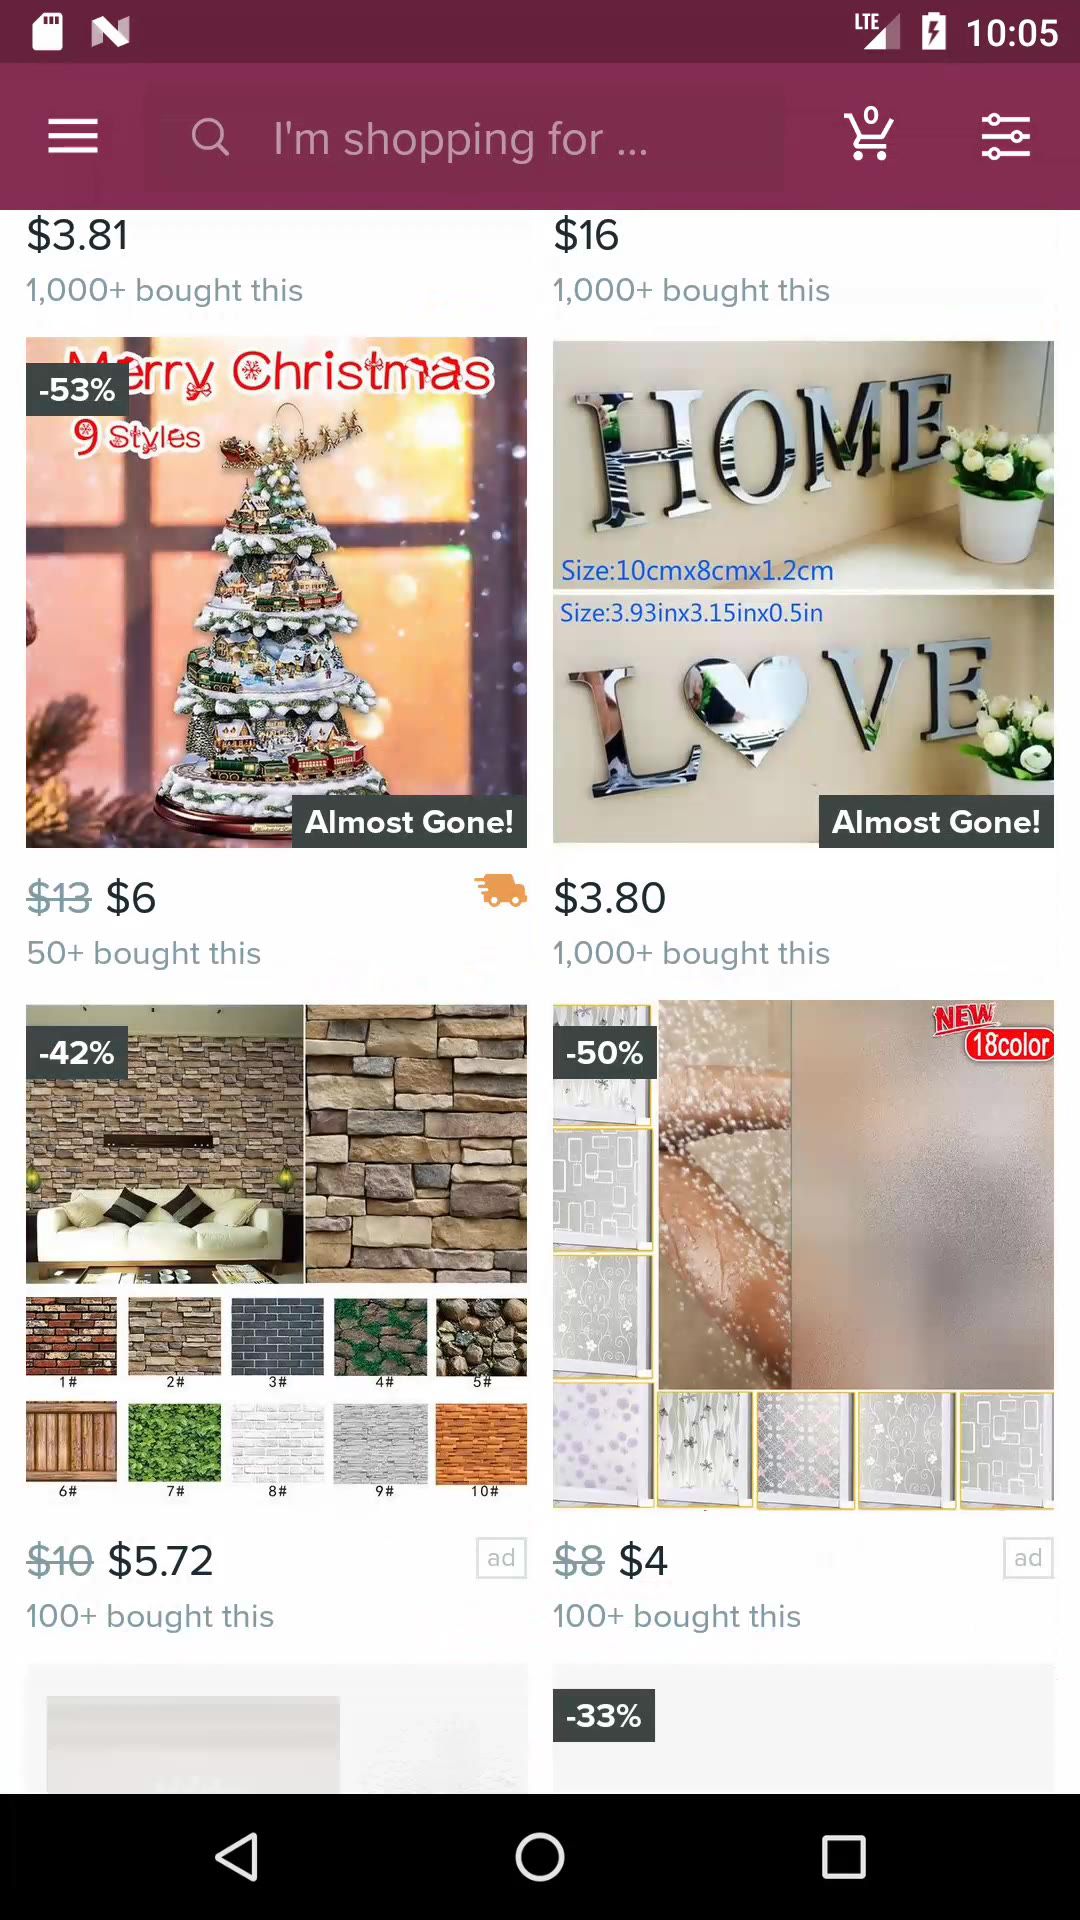 LTE 10:05
I'm shopping for ...
0
$3.81
1,000+ bought this
$16
1,000+ bought this
Merry Christmas
-53%
9 Styles
Almost Gone!
$13 $6
50+ bought this
HOME
Size:10cmx8cmx1.2cm
Size:3.93inx3.15inx0.5in
L VE
Almost Gone!
$3.80
1,000+ bought this
-42%
1# 2# 3# 4# 5#
6# 7# 8# 9# 10#
$10 $5.72
ad
100+ bought this
-50%
NEW
18color
$8 $4
ad
100+ bought this
-33%